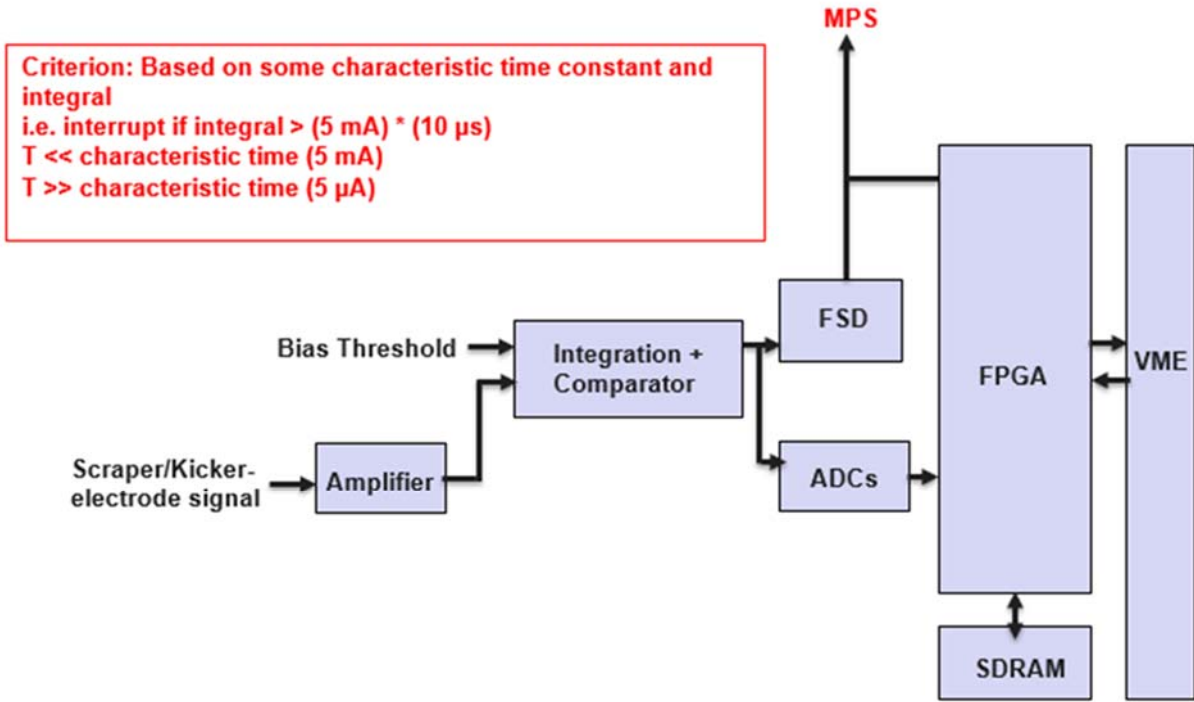 MPS
Criterion: Based on some characteristic time constant and
integral
i.e. interrupt if integral > (5 mA) * (10 µs)
T << characteristic time (5 mA)
T >> characteristic time (5 µA)
FSD
Bias Threshold
Integration +
Comparator
FPGA
VME
Scraper/Kicker-
electrode signal
Amplifier
ADCs
SDRAM